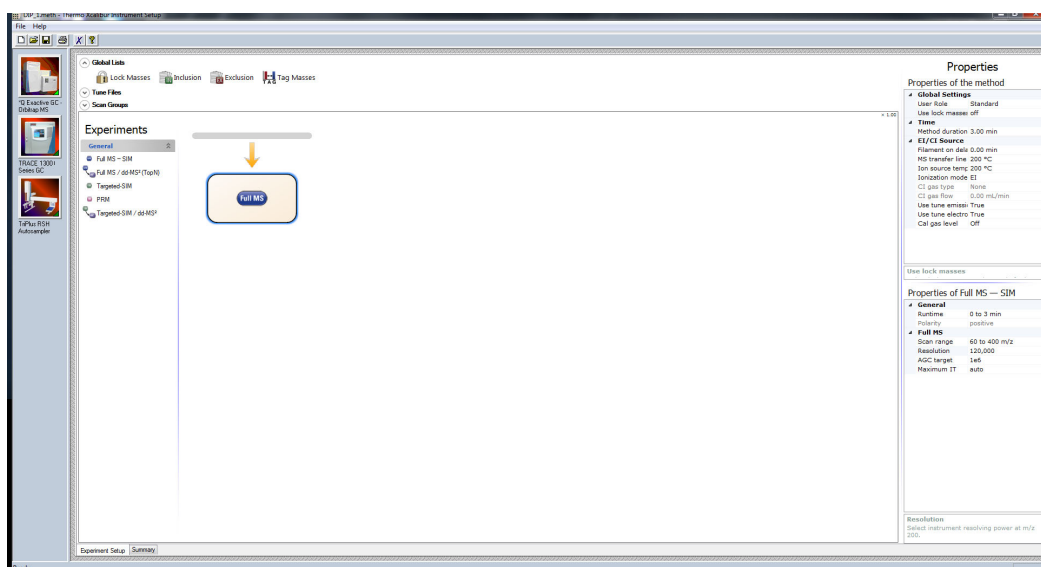 DIP_1.meth - Thermo Xcalibur Instrument Setup
File Help
Global Lists
Lock Masses Inclusion Exclusion Tag Masses
Tune Files
Scan Groups
"Q Exactive GC -
Orbitrap MS
TRACE 1300\
Series GC
TriPlus RSH
Autosampler
Experiments
General
Full MS – SIM
Full MS / dd-MS² (TopN)
Targeted-SIM
PRM
Targeted-SIM / dd-MS²
Full MS
× 1.00
Experiment Setup Summary
Properties
Properties of the method
Global Settings
User Role Standard
Use lock masses off
Time
Method duration 3.00 min
EI/CI Source
Filament on dela 0.00 min
MS transfer line 200 °C
Ion source temp 200 °C
Ionization mode EI
CI gas type None
CI gas flow 0.00 mL/min
Use tune emissi True
Use tune electro True
Cal gas level Off
Use lock masses
Properties of Full MS — SIM
General
Runtime 0 to 3 min
Polarity positive
Full MS
Scan range 60 to 400 m/z
Resolution 120,000
AGC target 1e6
Maximum IT auto
Resolution
Select instrument resolving power at m/z
200.